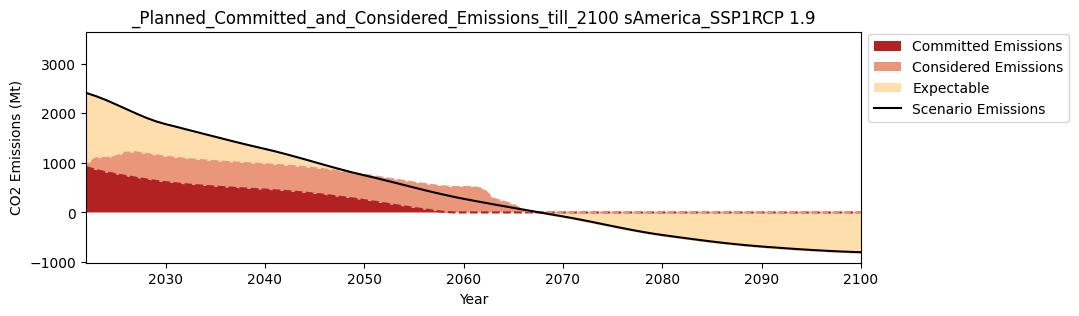 _Planned_Committed_and_Considered_Emissions_till_2100 sAmerica_SSP1RCP 1.9
CO2 Emissions (Mt)
3000
2000
1000
0
−1000
2030 2040 2050 2060 2070 2080 2090 2100
Year
Committed Emissions
Considered Emissions
Expectable
Scenario Emissions